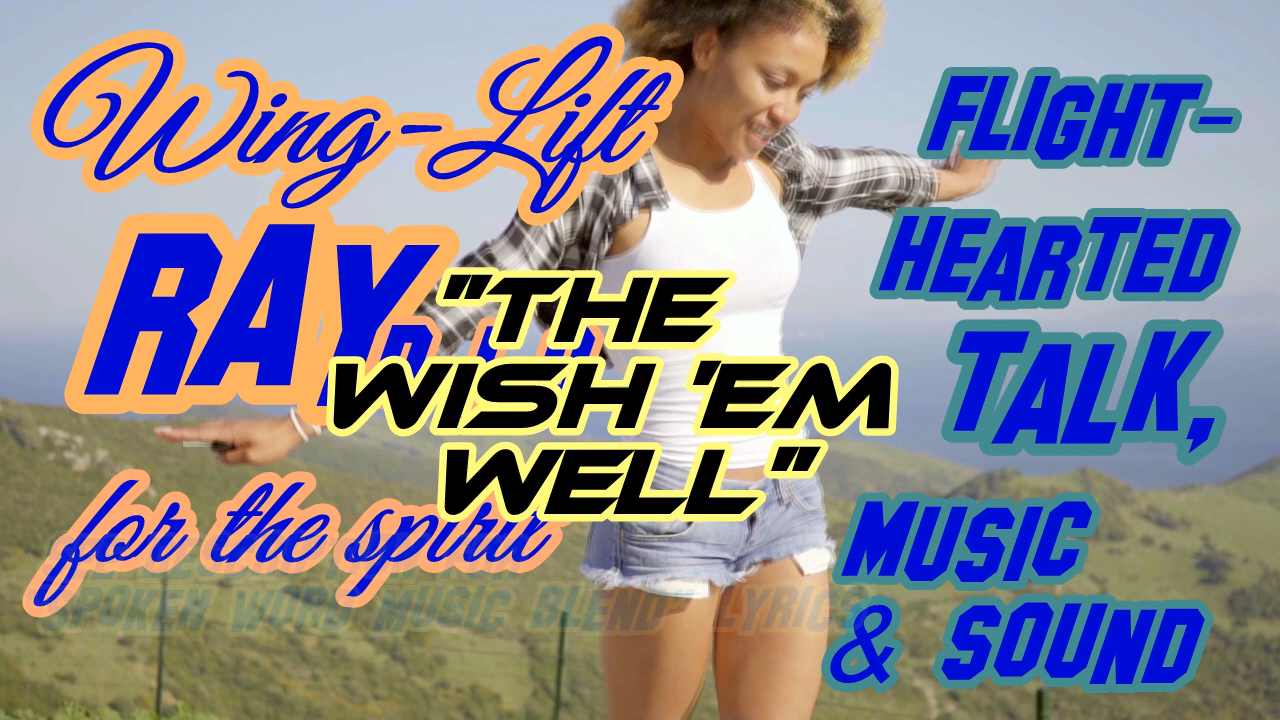 Wing-Lift
RAY
for the spirit
"THE
WISH 'EM
WELL"
FLIGHT-
HEARTED
TALK,
MUSIC
& SOUND
SPOKEN WORD MUSIC BLEND" LYRICS